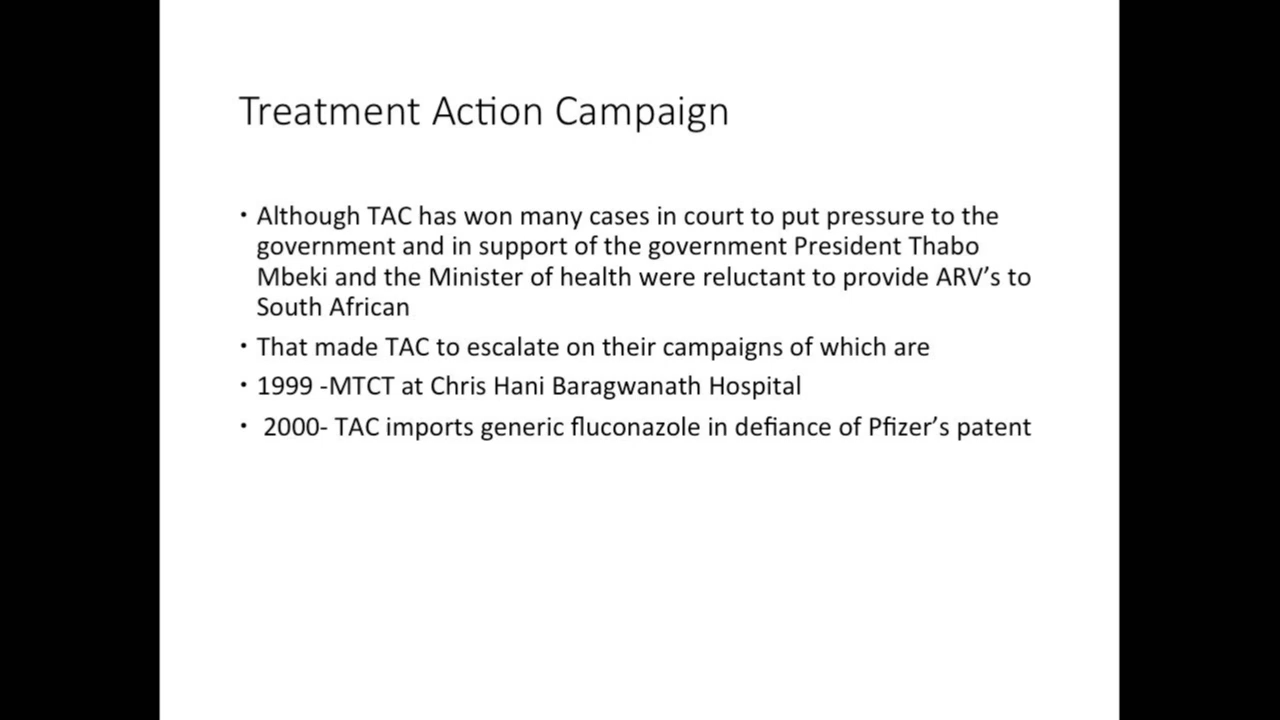 Treatment Action Campaign
• Although TAC has won many cases in court to put pressure to the
government and in support of the government President Thabo
Mbeki and the Minister of health were reluctant to provide ARV’s to
South African
• That made TAC to escalate on their campaigns of which are
• 1999 -MTCT at Chris Hani Baragwanath Hospital
• 2000- TAC imports generic fluconazole in defiance of Pfizer’s patent